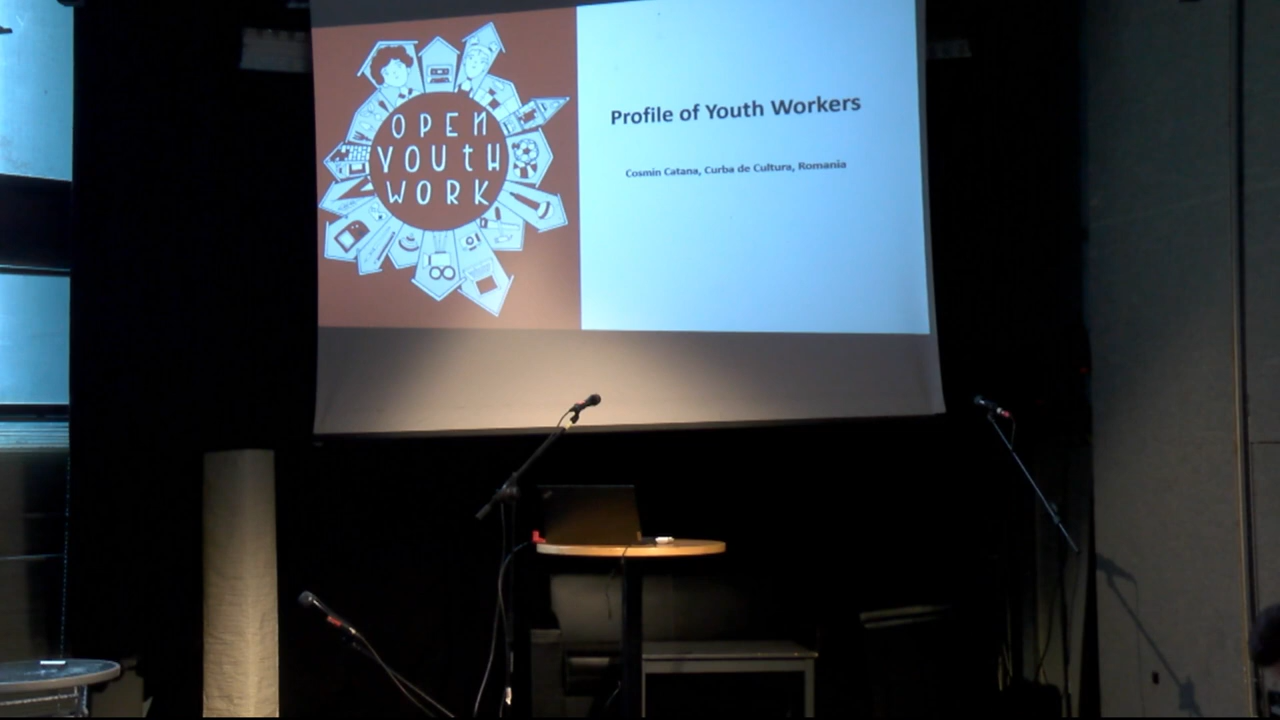 OPEN
YOUTH
WORK
Profile of Youth Workers
Cosmin Catana, Curba de Cultura, Romania